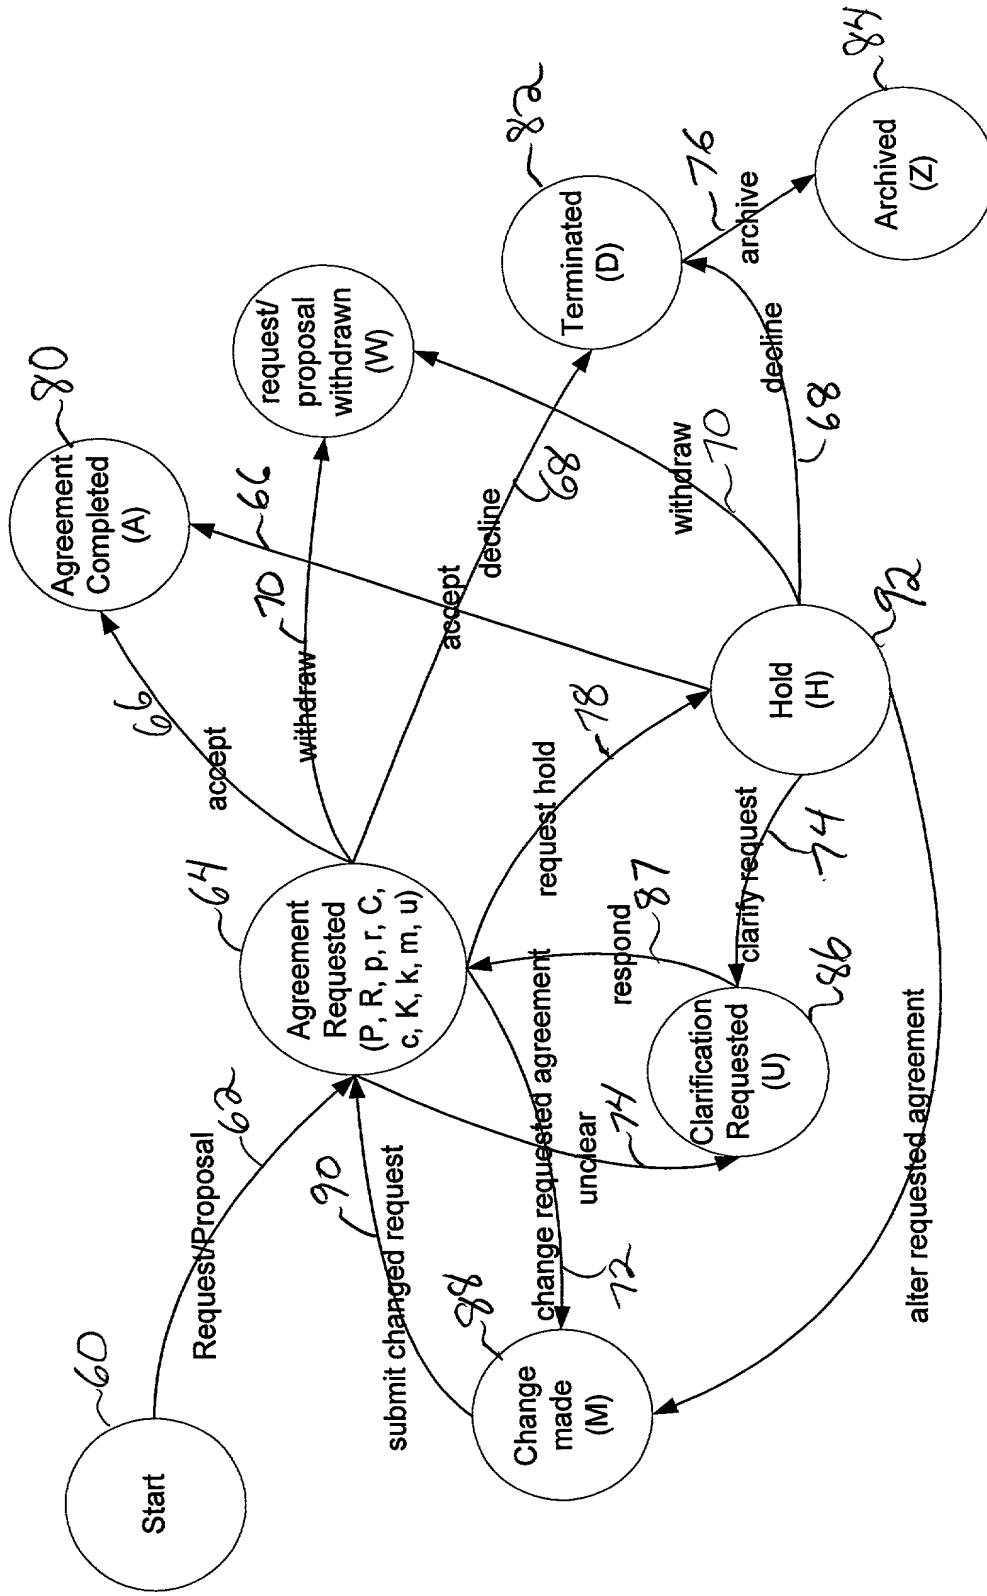 Start
60
Request/Proposal
62
Agreement
Requested
(P, R, p, r, C,
c, K, k, m, u)
64
accept
66
Agreement
Completed
(A)
80
withdraw
70
66
request/
proposal
withdrawn
(W)
accept
decline
68
Terminated
(D)
82
archive
76
Archived
(Z)
84
decline
68
withdraw
70
request hold
78
Hold
(H)
92
clarify request
74
respond
87
Clarification
Requested
(U)
86
unclear
74
change requested agreement
72
submit changed request
90
Change
made
(M)
88
alter requested agreement